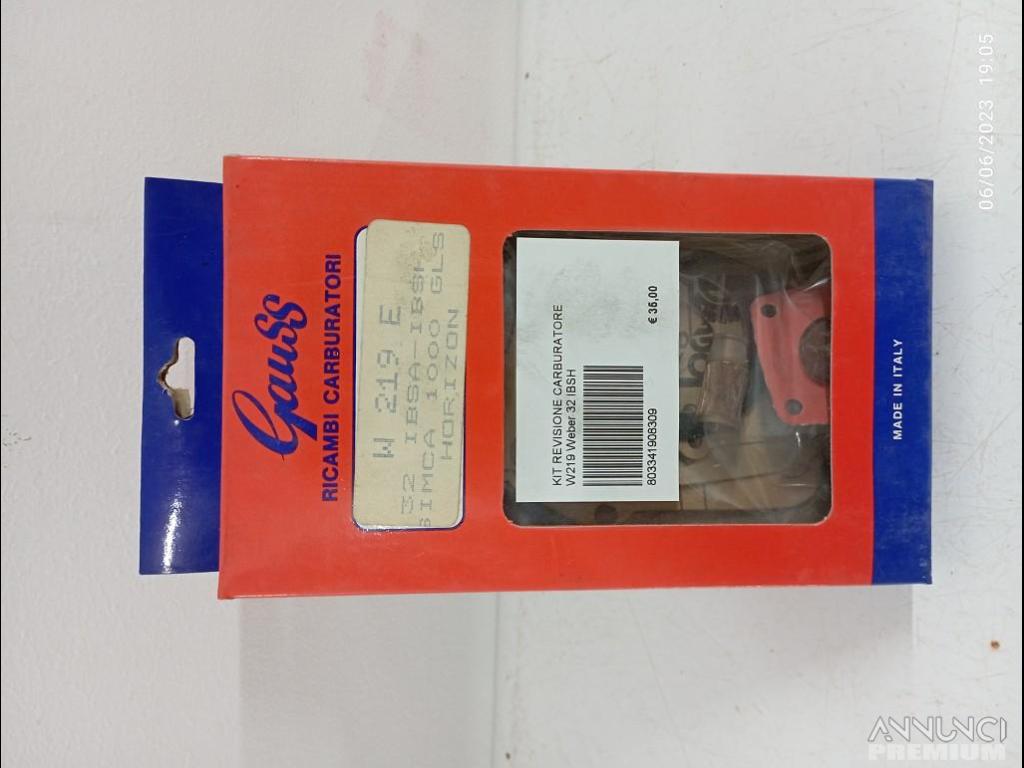 Gauss
RICAMBI CARBURATORI
W 219 E
32 IBSA-IBSH
SIMCA 1000 GLS
HORIZON
KIT REVISIONE CARBURATORE
W219 Weber 32 IBSH
803341908309
€ 35,00
MADE IN ITALY
06/06/2023 19:05
ANNUNCI
PREMIUM